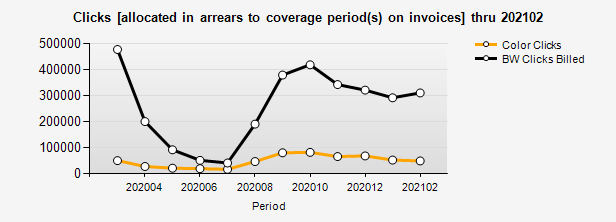 Clicks [allocated in arrears to coverage period(s) on invoices] thru 202102
Color Clicks
BW Clicks Billed
500000
400000
300000
200000
100000
0
202004 202006 202008 202010 202012 202102
Period